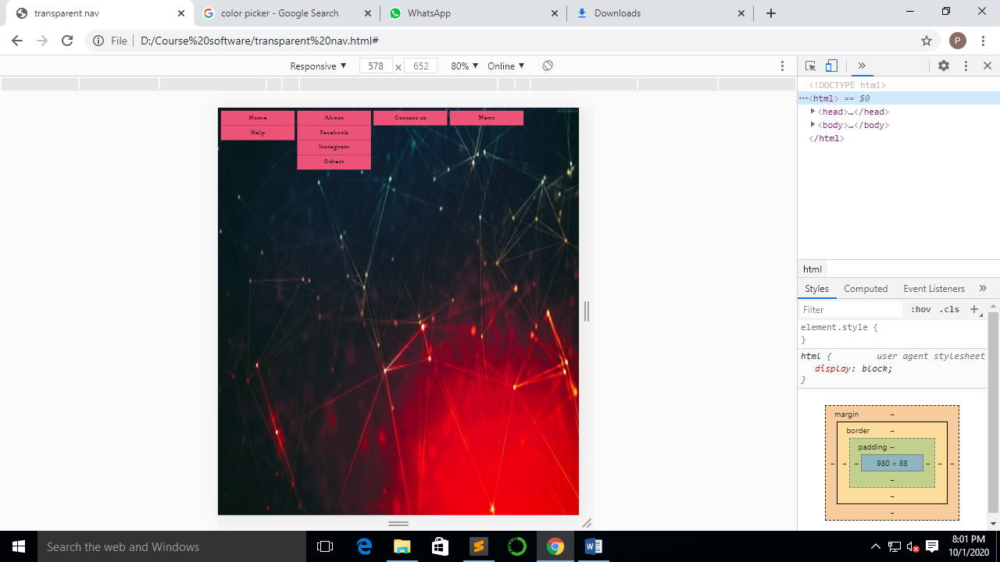 transparent nav
color picker - Google Search
WhatsApp
Downloads
File
D:/Course%20software/transparent%20nav.html#
P
Responsive ▼ 578 × 652 80% ▼ Online ▼
Home About Contact us News
Help Facebook
Instagram
Others
<!DOCTYPE html>
•••<html> == $0
<head>…</head>
<body>…</body>
</html>
html
Styles Computed Event Listeners »
Filter :hov .cls +
element.style {
}
html { user agent stylesheet
display: block;
}
margin –
border –
padding –
– – – 980 × 88 – – –
–
–
–
Search the web and Windows
8:01 PM
10/1/2020